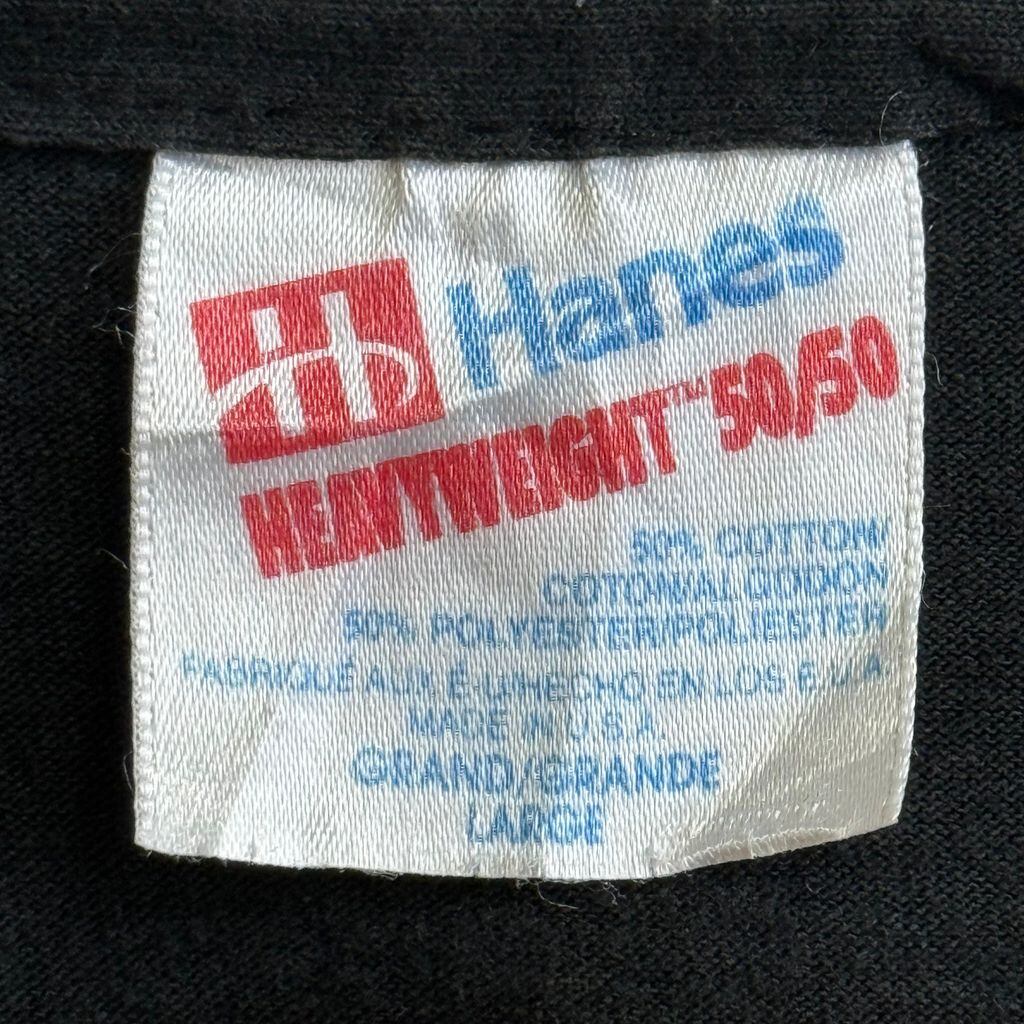 Hanes
HEAVYWEIGHT™ 50/50
50% COTTON/
COTON/ALGODON
50% POLYESTER/POLIESTER
FABRIQUÉ AUX É-U/HECHO EN LOS E.U.A.
MADE IN U.S.A.
GRAND/GRANDE
LARGE